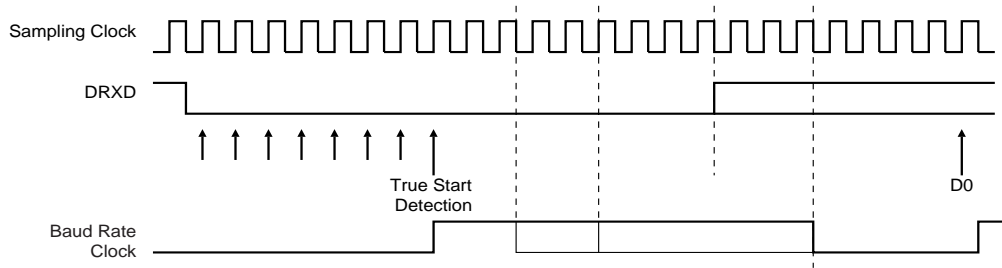 Sampling Clock
DRXD
True Start
Detection
D0
Baud Rate
Clock